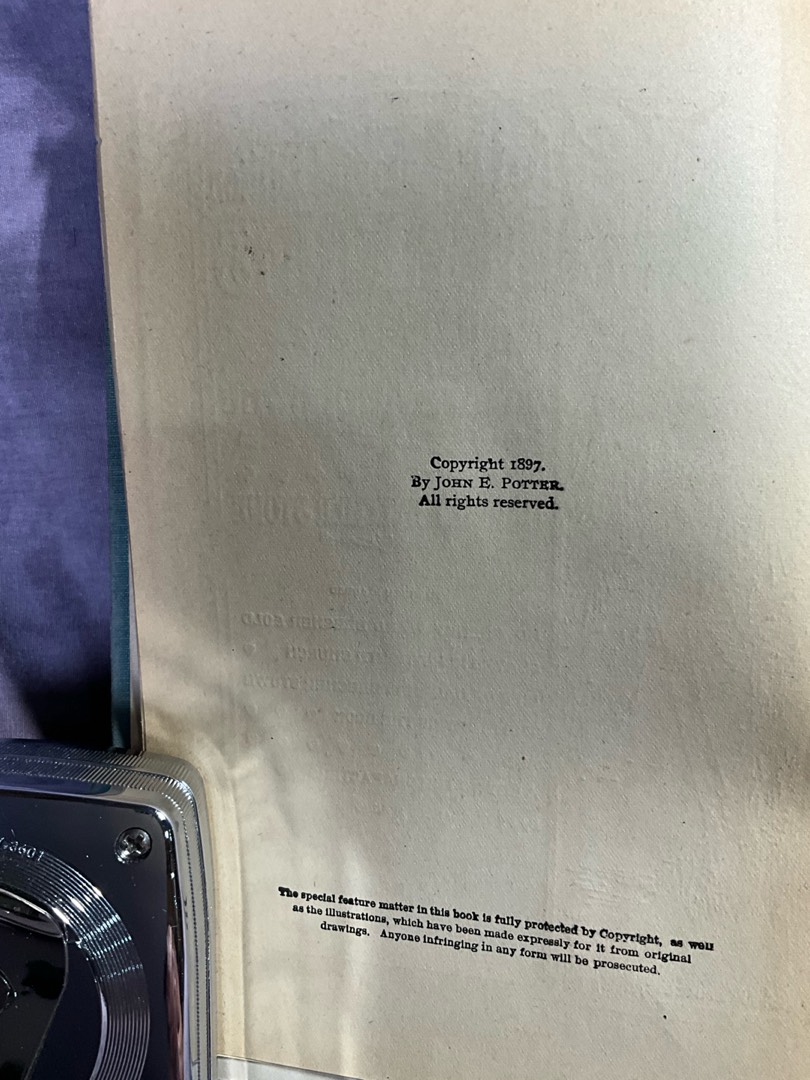 Copyright 1897.
By JOHN E. POTTER.
All rights reserved.
The special feature matter in this book is fully protected by Copyright, as well
as the illustrations, which have been made expressly for it from original
drawings. Anyone infringing in any form will be prosecuted.